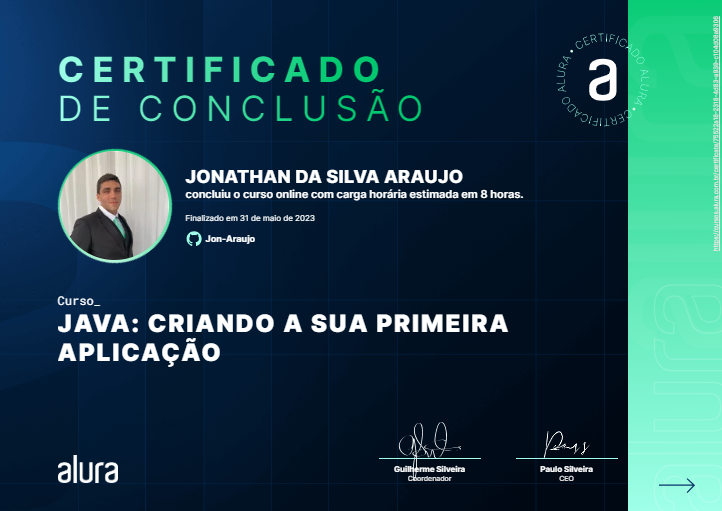 CERTIFICADO
DE CONCLUSÃO
ALURA • CERTIFICADO ALURA • CERTIFICADO
a
JONATHAN DA SILVA ARAUJO
concluiu o curso online com carga horária estimada em 8 horas.
Finalizado em 31 de maio de 2023
Jon-Araujo
Curso_
JAVA: CRIANDO A SUA PRIMEIRA
APLICAÇÃO
alura
Guilherme Silveira
Coordenador
Paulo Silveira
CEO
alura